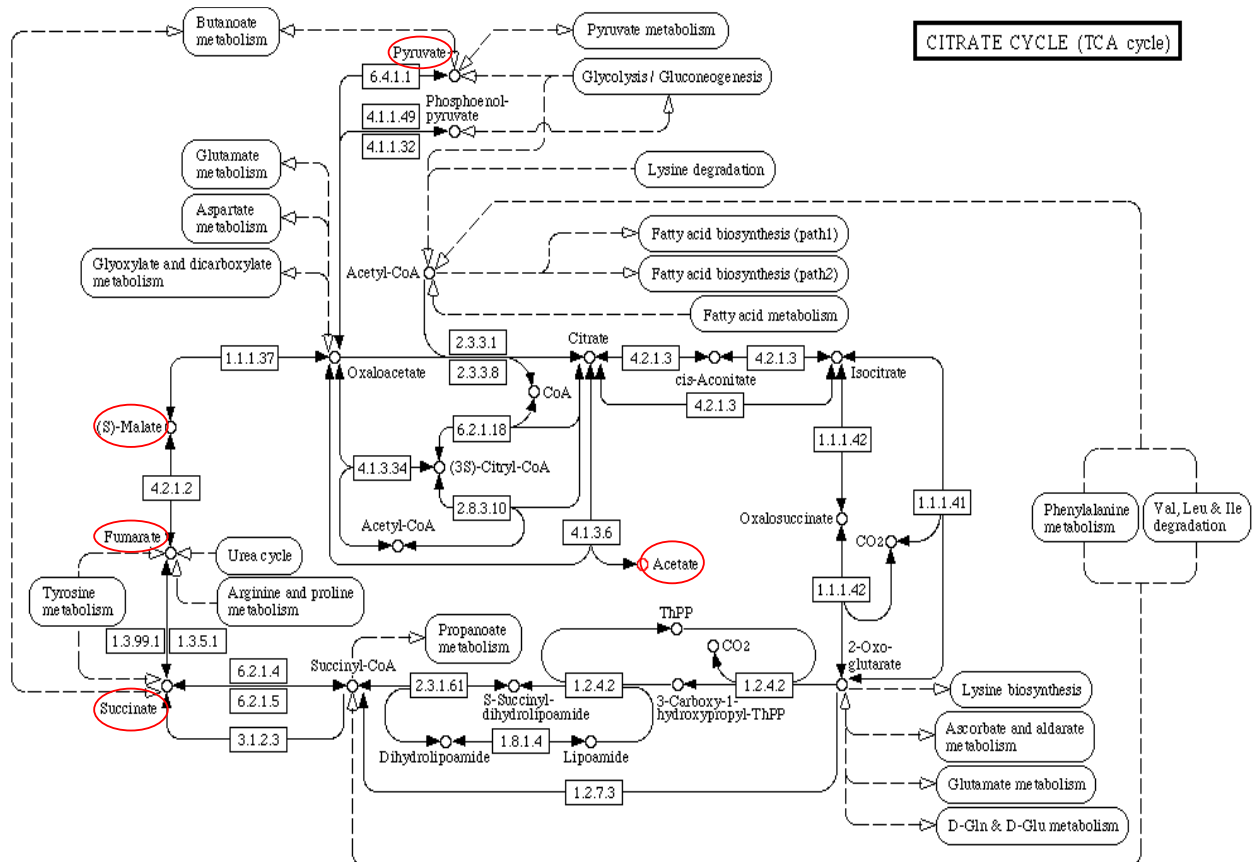 Butanoate
metabolism
Pyruvate
Pyruvate metabolism
CITRATE CYCLE (TCA cycle)
6.4.1.1
Glycolysis / Gluconeogenesis
Phosphoenol-
pyruvate
4.1.1.49
4.1.1.32
Glutamate
metabolism
Lysine degradation
Aspartate
metabolism
Fatty acid biosynthesis (path1)
Glyoxylate and dicarboxylate
metabolism
Acetyl-CoA
Fatty acid biosynthesis (path2)
Fatty acid metabolism
1.1.1.37
Oxaloacetate
2.3.3.1
2.3.3.8
Citrate
4.2.1.3
cis-Aconitate
4.2.1.3
Isocitrate
CoA
4.2.1.3
(S)-Malate
6.2.1.18
1.1.1.42
4.1.3.34
(3S)-Citryl-CoA
4.2.1.2
2.8.3.10
1.1.1.41
Phenylalanine
metabolism
Val, Leu & Ile
degradation
Acetyl-CoA
4.1.3.6
Oxalosuccinate
CO2
Fumarate
Urea cycle
Acetate
Tyrosine
metabolism
Arginine and proline
metabolism
1.1.1.42
1.3.99.1
1.3.5.1
Propanoate
metabolism
ThPP
CO2
2-Oxo-
glutarate
Succinyl-CoA
6.2.1.4
6.2.1.5
2.3.1.61
S-Succinyl-
dihydrolipoamide
1.2.4.2
3-Carboxy-1-
hydroxypropyl-ThPP
1.2.4.2
Lysine biosynthesis
Succinate
3.1.2.3
Dihydrolipoamide
1.8.1.4
Lipoamide
Ascorbate and aldarate
metabolism
1.2.7.3
Glutamate metabolism
D-Gln & D-Glu metabolism